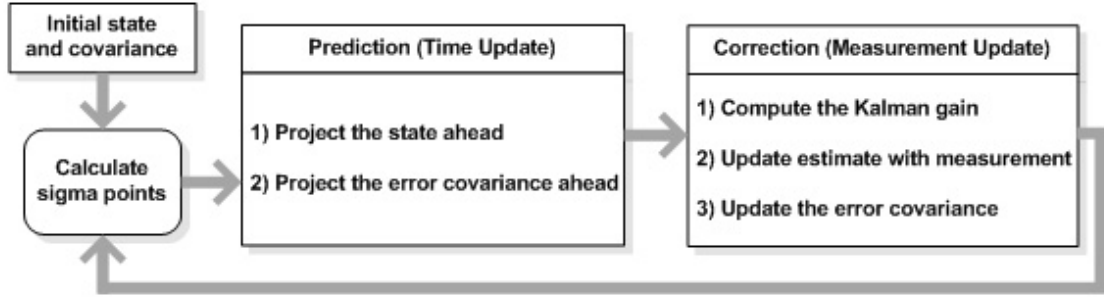 Initial state
and covariance
Calculate
sigma points
Prediction (Time Update)
1) Project the state ahead
2) Project the error covariance ahead
Correction (Measurement Update)
1) Compute the Kalman gain
2) Update estimate with measurement
3) Update the error covariance